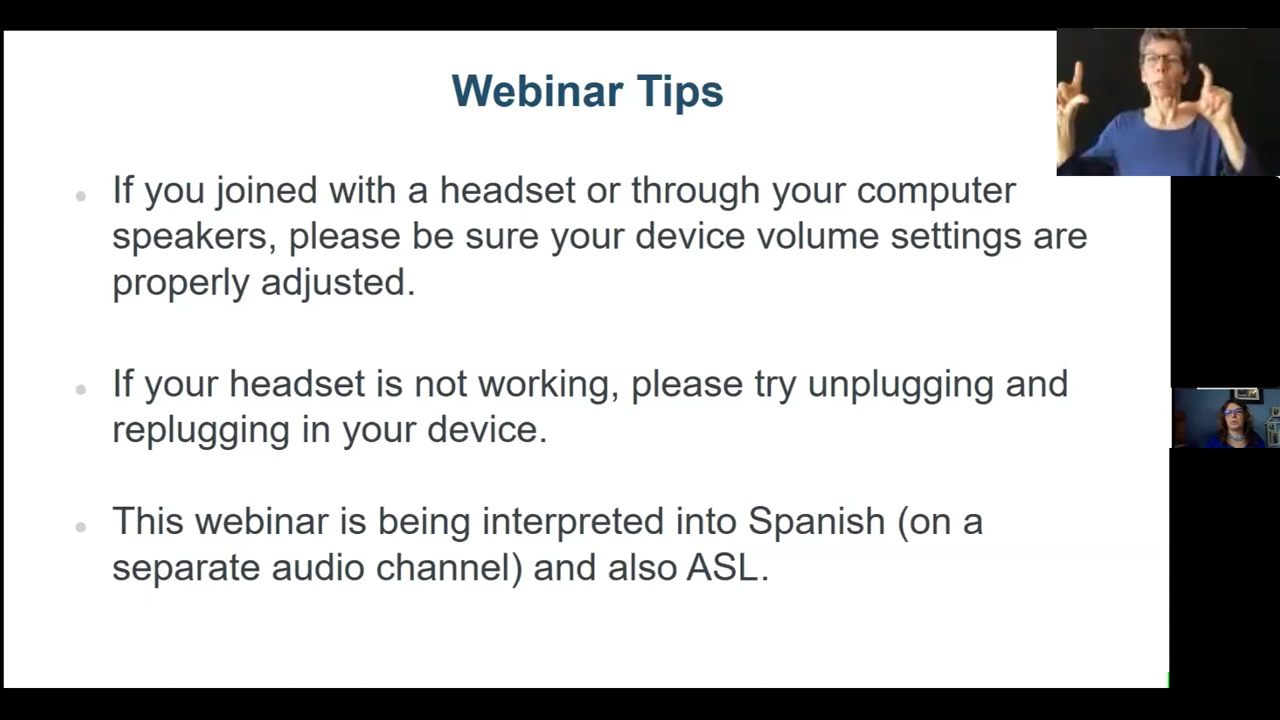 Webinar Tips
If you joined with a headset or through your computer
speakers, please be sure your device volume settings are
properly adjusted.
If your headset is not working, please try unplugging and
replugging in your device.
This webinar is being interpreted into Spanish (on a
separate audio channel) and also ASL.